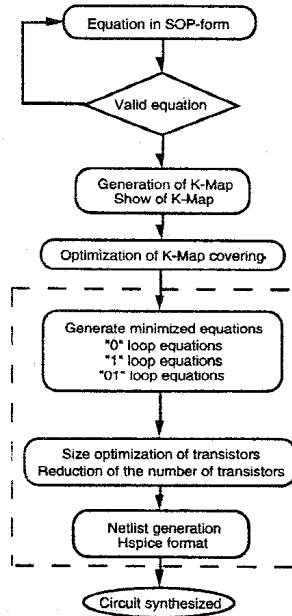 Equation in SOP-form
Valid equation
Generation of K-Map
Show of K-Map
Optimization of K-Map covering.
Generate minimized equations
"0" loop equations
"1" loop equations
"01" loop equations
Size optimization of transistors
Reduction of the number of transistors
Netlist generation
Hspice format
Circuit synthesized